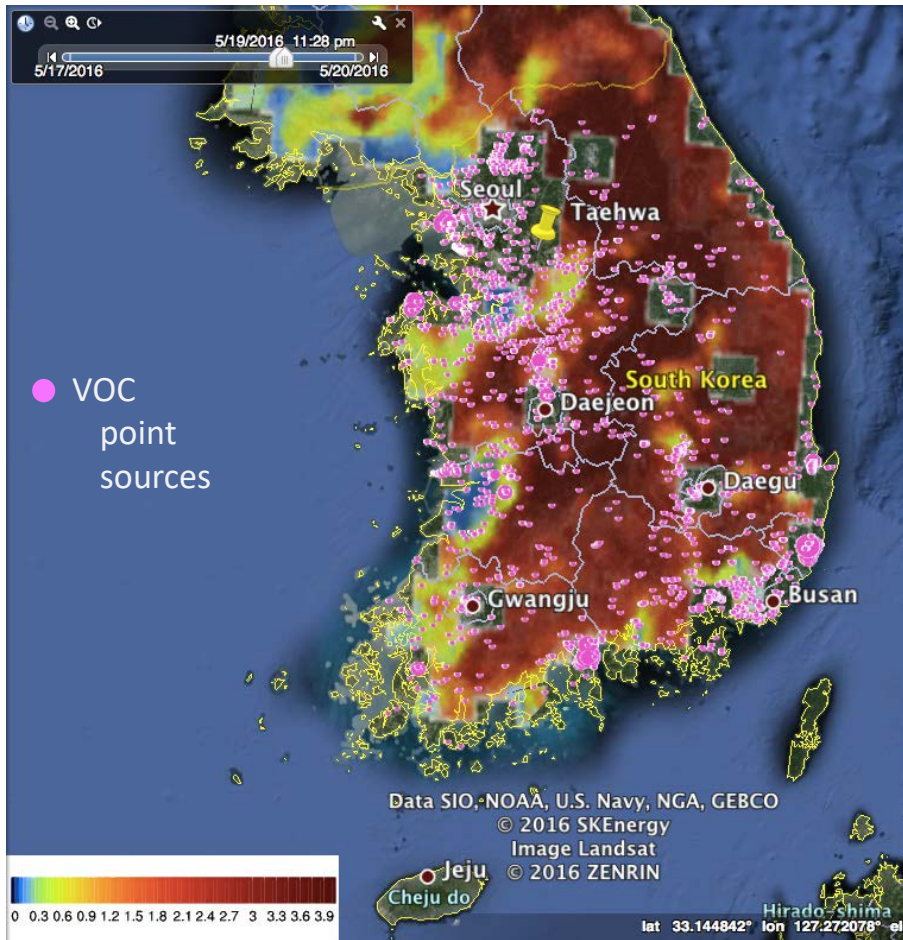 5/19/2016 11:28 pm
5/17/2016
5/20/2016
Seoul
Taehwa
VOC
point
sources
South Korea
Daejeon
Daegu
Gwangju
Busan
Data SIO, NOAA, U.S. Navy, NGA, GEBCO
© 2016 SKEnergy
Image Landsat
© 2016 ZENRIN
Jeju
Cheju do
Hirado-shima
0 0.3 0.6 0.9 1.2 1.5 1.8 2.1 2.4 2.7 3 3.3 3.6 3.9
lat 33.144842° lon 127.272078° el